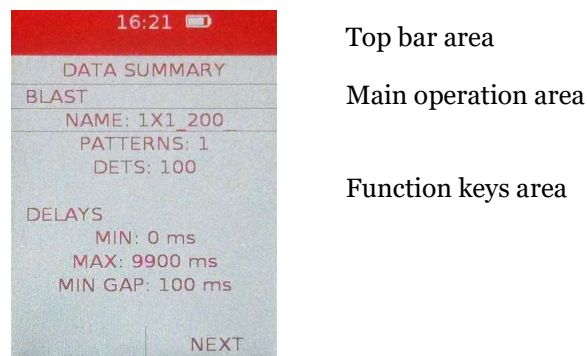 16:21
DATA SUMMARY
BLAST
NAME: 1X1_200_
PATTERNS: 1
DETS: 100
DELAYS
MIN: 0 ms
MAX: 9900 ms
MIN GAP: 100 ms
NEXT
Top bar area
Main operation area
Function keys area